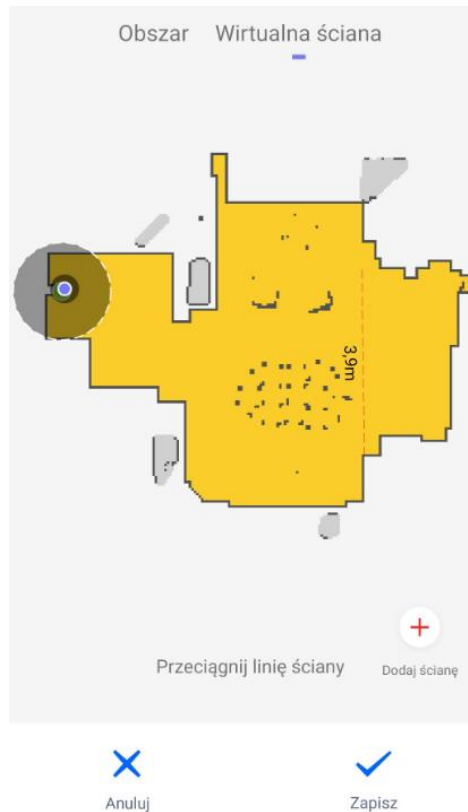 Obszar Wirtualna ściana
3,9m
Przeciągnij linię ściany
Dodaj ścianę
Anuluj Zapisz